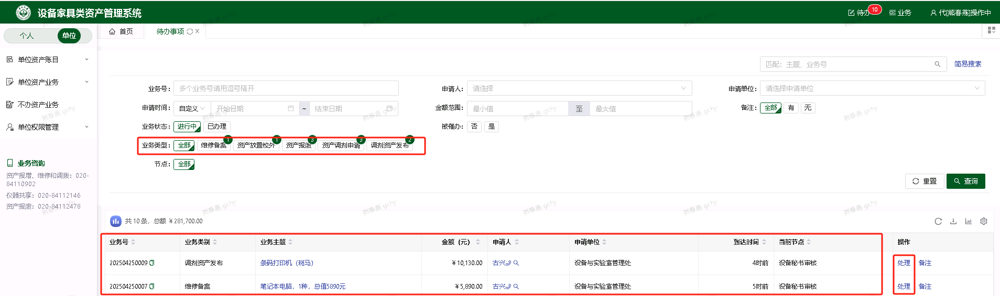 设备家具类资产管理系统
待办 10 业务 代[熊春燕]操作中
个人 单位
首页 待办事项
单位资产账目
单位资产业务
不办资产业务
单位权限管理
业务咨询
资产报增、维修和调拨：020-84110902
仪器共享：020-84112146
资产报废：020-84112478
匹配：主题、业务号 简易搜索
业务号： 多个业务号请用逗号隔开 申请人： 请选择 申请单位： 请选择申请单位
申请时间： 自定义 开始日期 ~ 结束日期 金额范围： 最小值 至 最大值 备注： 全部 有 无
业务状态： 进行中 已办理 被催办： 否 是
业务类型： 全部 维修备案 1 资产放置校外 1 资产报废 3 资产调剂申请 3 调剂资产发布 2
节点： 全部
重置 查询
共 10 条，总额 ￥281,700.00
业务号 业务类别 业务主题 金额（元） 申请人 申请单位 到达时间 当前节点 操作
202504250009 调剂资产发布 条码打印机（斑马） ￥10,130.00 古兴 设备与实验室管理处 4时前 设备秘书审核 处理 备注
202504250007 维修备案 笔记本电脑，1种，总值5890元 ￥5,890.00 古兴 设备与实验室管理处 5时前 设备秘书审核 处理 备注
熊春燕 gchy